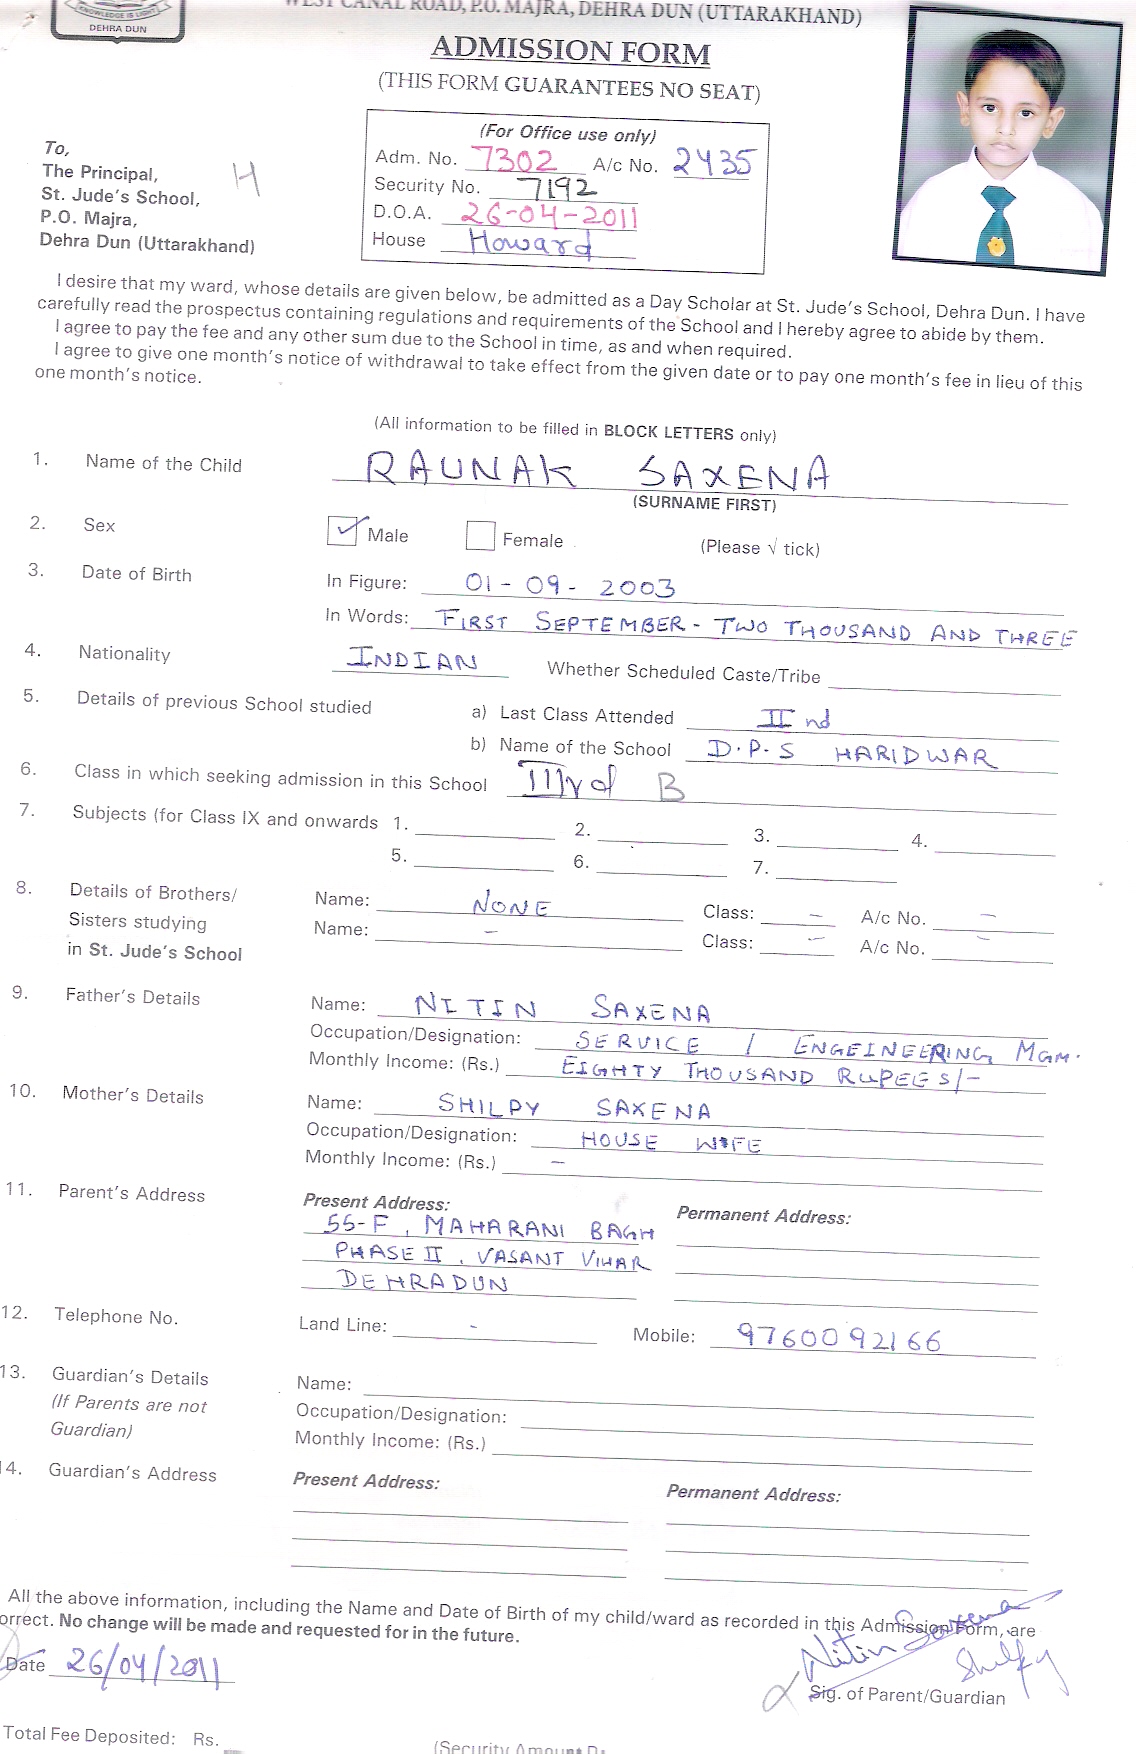 KNOWLEDGE IS LIGHT
DEHRA DUN
WEST CANAL ROAD, P.O. MAJRA, DEHRA DUN (UTTARAKHAND)
ADMISSION FORM
(THIS FORM GUARANTEES NO SEAT)
(For Office use only)
Adm. No. 7302 A/c No. 2435
Security No. 7192
D.O.A. 26-04-2011
House Howard
To,
The Principal, H
St. Jude's School,
P.O. Majra,
Dehra Dun (Uttarakhand)
I desire that my ward, whose details are given below, be admitted as a Day Scholar at St. Jude's School, Dehra Dun. I have
carefully read the prospectus containing regulations and requirements of the School and I hereby agree to abide by them.
I agree to pay the fee and any other sum due to the School in time, as and when required.
I agree to give one month's notice of withdrawal to take effect from the given date or to pay one month's fee in lieu of this
one month's notice.
(All information to be filled in BLOCK LETTERS only)
1. Name of the Child RAUNAK SAXENA
(SURNAME FIRST)
2. Sex Male Female (Please √ tick)
3. Date of Birth In Figure: 01-09-2003
In Words: FIRST SEPTEMBER - TWO THOUSAND AND THREE
4. Nationality INDIAN Whether Scheduled Caste/Tribe
5. Details of previous School studied a) Last Class Attended II nd
b) Name of the School D.P.S HARIDWAR
6. Class in which seeking admission in this School III rd B
7. Subjects (for Class IX and onwards 1. 2. 3. 4.
5. 6. 7.
8. Details of Brothers/ Name: NONE Class: - A/c No. -
Sisters studying Name: - Class: - A/c No. -
in St. Jude's School
9. Father's Details Name: NITIN SAXENA
Occupation/Designation: SERVICE / ENGEINEERING MGM.
Monthly Income: (Rs.) EIGHTY THOUSAND RUPEES/-
10. Mother's Details Name: SHILPY SAXENA
Occupation/Designation: HOUSE WIFE
Monthly Income: (Rs.) -
11. Parent's Address Present Address: Permanent Address:
55-F, MAHARANI BAGH
PHASE II, VASANT VIHAR
DEHRADUN
12. Telephone No. Land Line: - Mobile: 9760092166
13. Guardian's Details Name:
(If Parents are not Occupation/Designation:
Guardian) Monthly Income: (Rs.)
14. Guardian's Address Present Address: Permanent Address:
All the above information, including the Name and Date of Birth of my child/ward as recorded in this Admission Form, are
orrect. No change will be made and requested for in the future.
Nitin Saxena
Shilpy
Date 26/04/2011
Sig. of Parent/Guardian
Total Fee Deposited: Rs.
(Security Amount